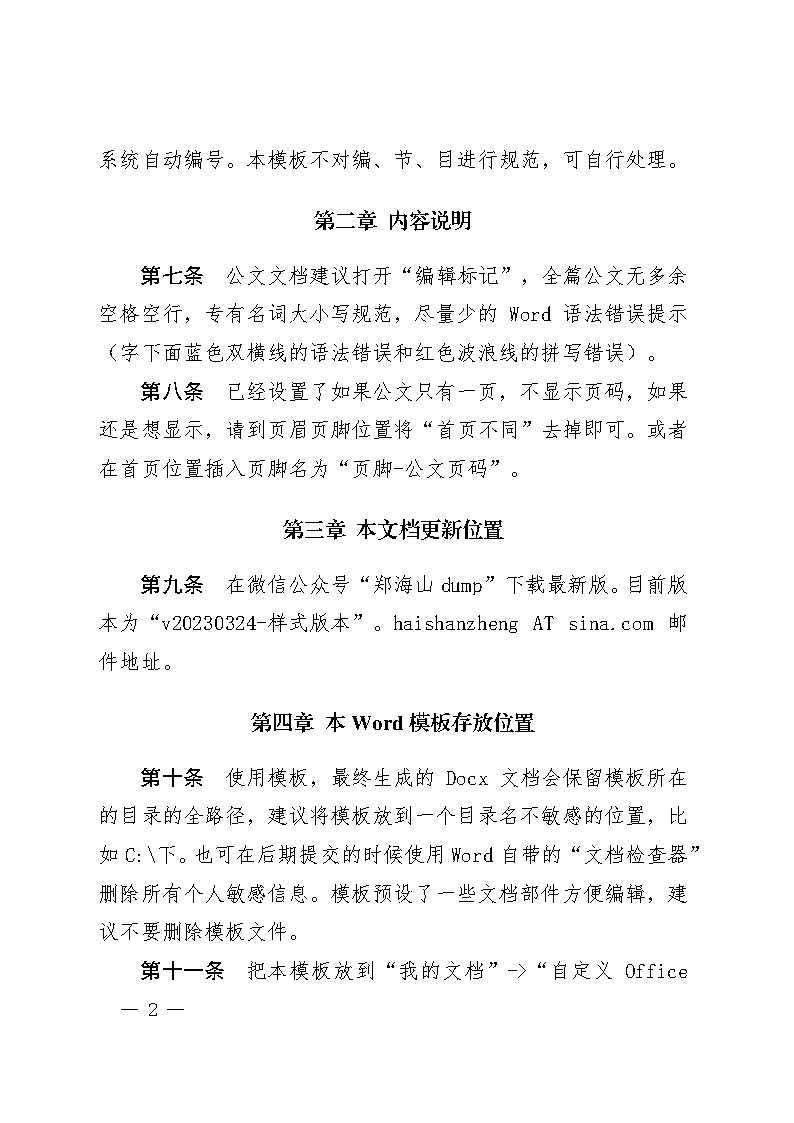 系统自动编号。本模板不对编、节、目进行规范，可自行处理。
第二章 内容说明
第七条 公文文档建议打开“编辑标记”，全篇公文无多余
空格空行，专有名词大小写规范，尽量少的 Word 语法错误提示
（字下面蓝色双横线的语法错误和红色波浪线的拼写错误）。
第八条 已经设置了如果公文只有一页，不显示页码，如果
还是想显示，请到页眉页脚位置将“首页不同”去掉即可。或者
在首页位置插入页脚名为“页脚-公文页码”。
第三章 本文档更新位置
第九条 在微信公众号“郑海山 dump”下载最新版。目前版
本为“v20230324-样式版本”。haishanzheng AT sina.com 邮
件地址。
第四章 本 Word 模板存放位置
第十条 使用模板，最终生成的 Docx 文档会保留模板所在
的目录的全路径，建议将模板放到一个目录名不敏感的位置，比
如 C:\下。也可在后期提交的时候使用 Word 自带的“文档检查器”
删除所有个人敏感信息。模板预设了一些文档部件方便编辑，建
议不要删除模板文件。
第十一条 把本模板放到“我的文档”->“自定义 Office
— 2 —